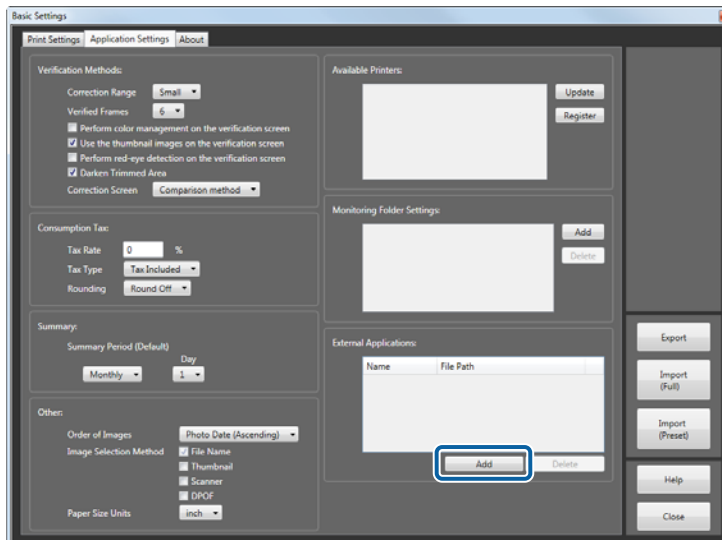 Basic Settings
Print Settings Application Settings About
Verification Methods:
Correction Range Small
Verified Frames 6
Perform color management on the verification screen
Use the thumbnail images on the verification screen
Perform red-eye detection on the verification screen
Darken Trimmed Area
Correction Screen Comparison method
Consumption Tax:
Tax Rate 0 %
Tax Type Tax Included
Rounding Round Off
Summary:
Summary Period (Default)
Day
Monthly 1
Other:
Order of Images Photo Date (Ascending)
Image Selection Method File Name
Thumbnail
Scanner
DPOF
Paper Size Units inch
Available Printers:
Update
Register
Monitoring Folder Settings:
Add
Delete
External Applications:
Name File Path
Add Delete
Export
Import
(Full)
Import
(Preset)
Help
Close